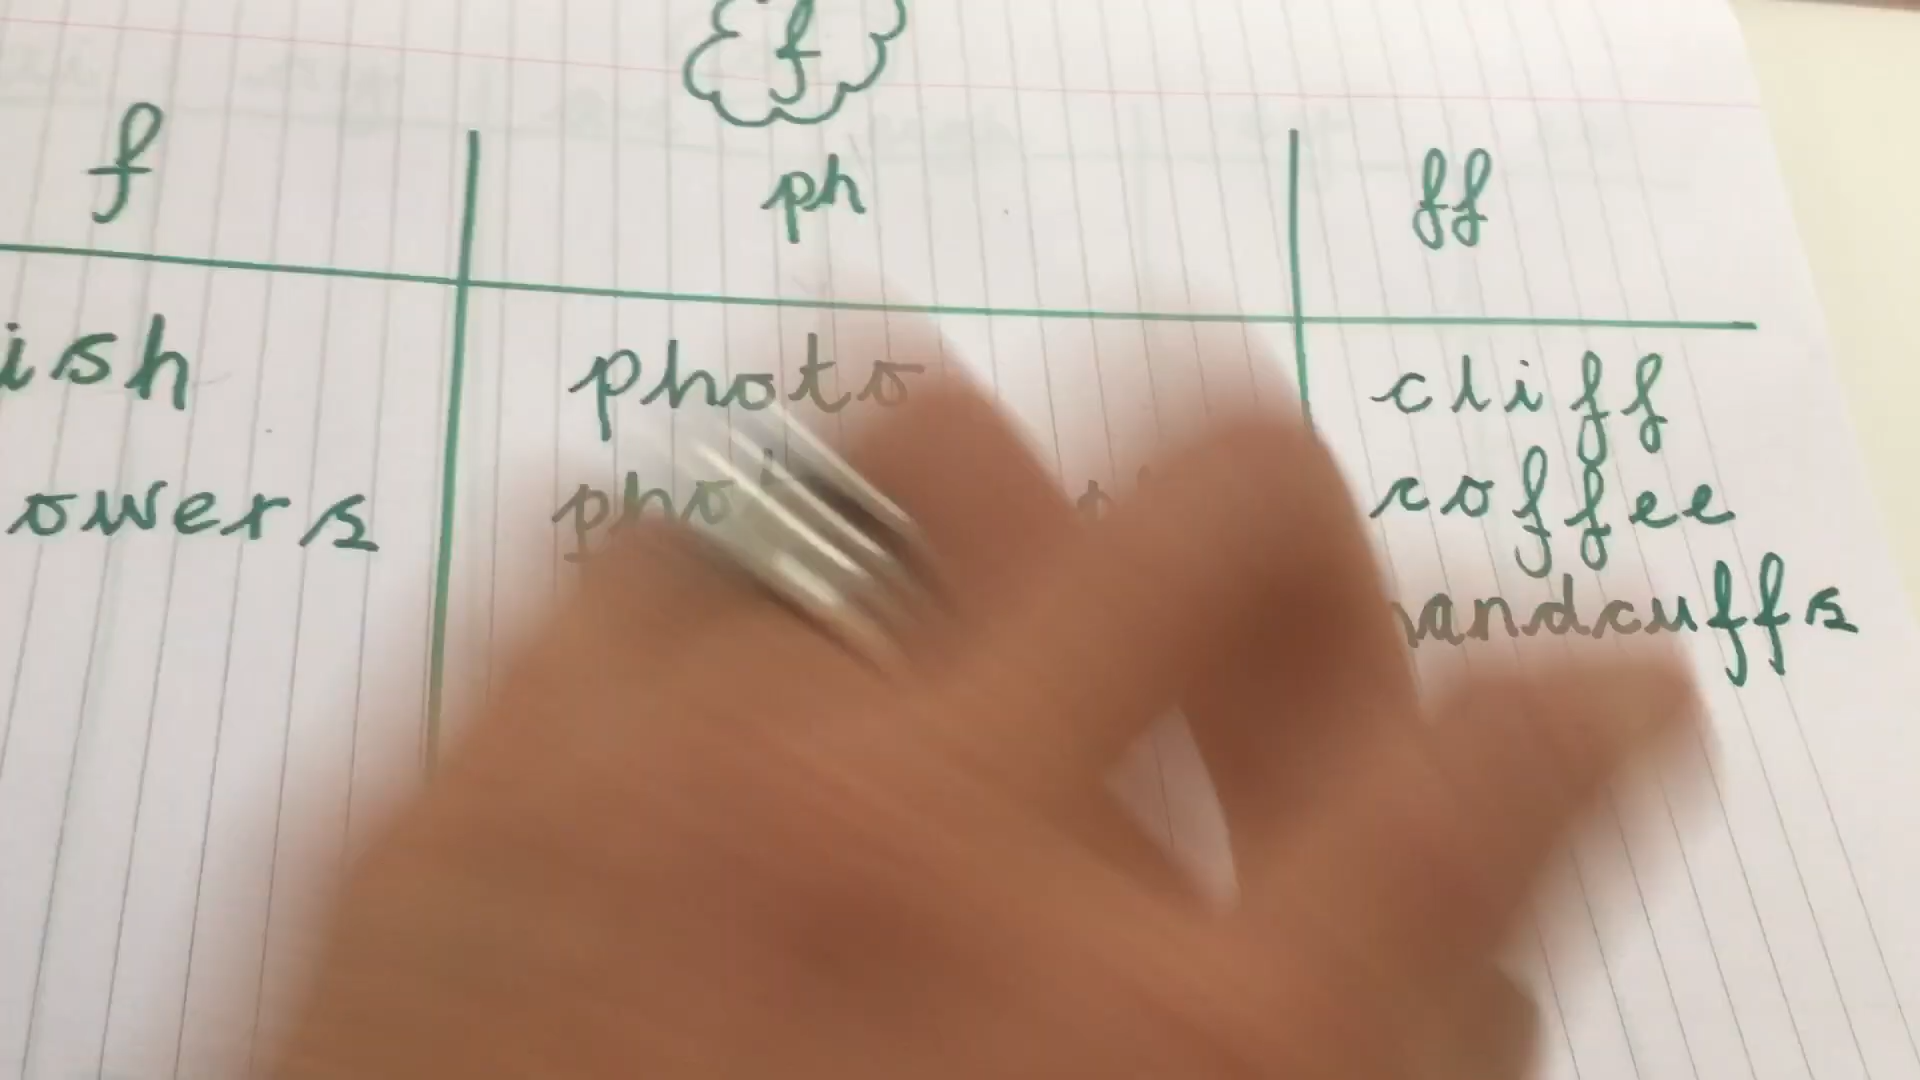 f
f ph ff
ish photo cliff
owers coffee
andcuffs